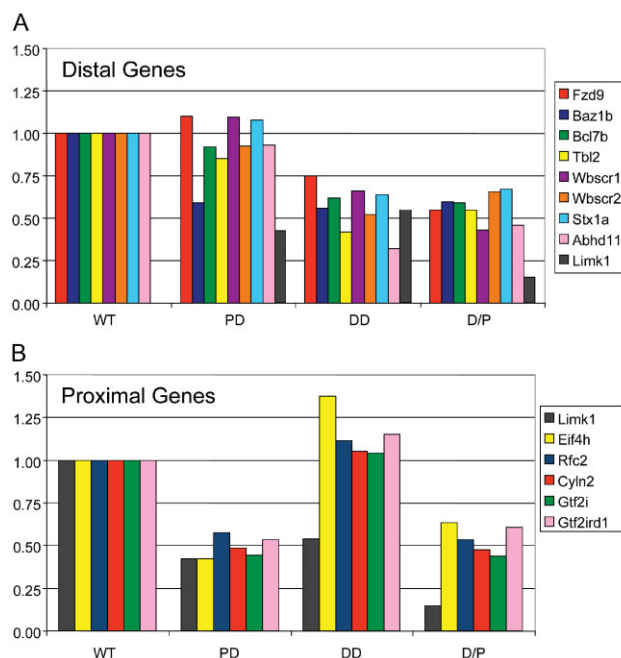 A
Distal Genes
1.50
1.25
1.00
0.75
0.50
0.25
0.00
WT PD DD D/P
Fzd9
Baz1b
Bcl7b
Tbl2
Wbscr1
Wbscr2
Stx1a
Abhd11
Limk1
B
Proximal Genes
1.50
1.25
1.00
0.75
0.50
0.25
0.00
WT PD DD D/P
Limk1
Eif4h
Rfc2
Cyln2
Gtf2i
Gtf2ird1